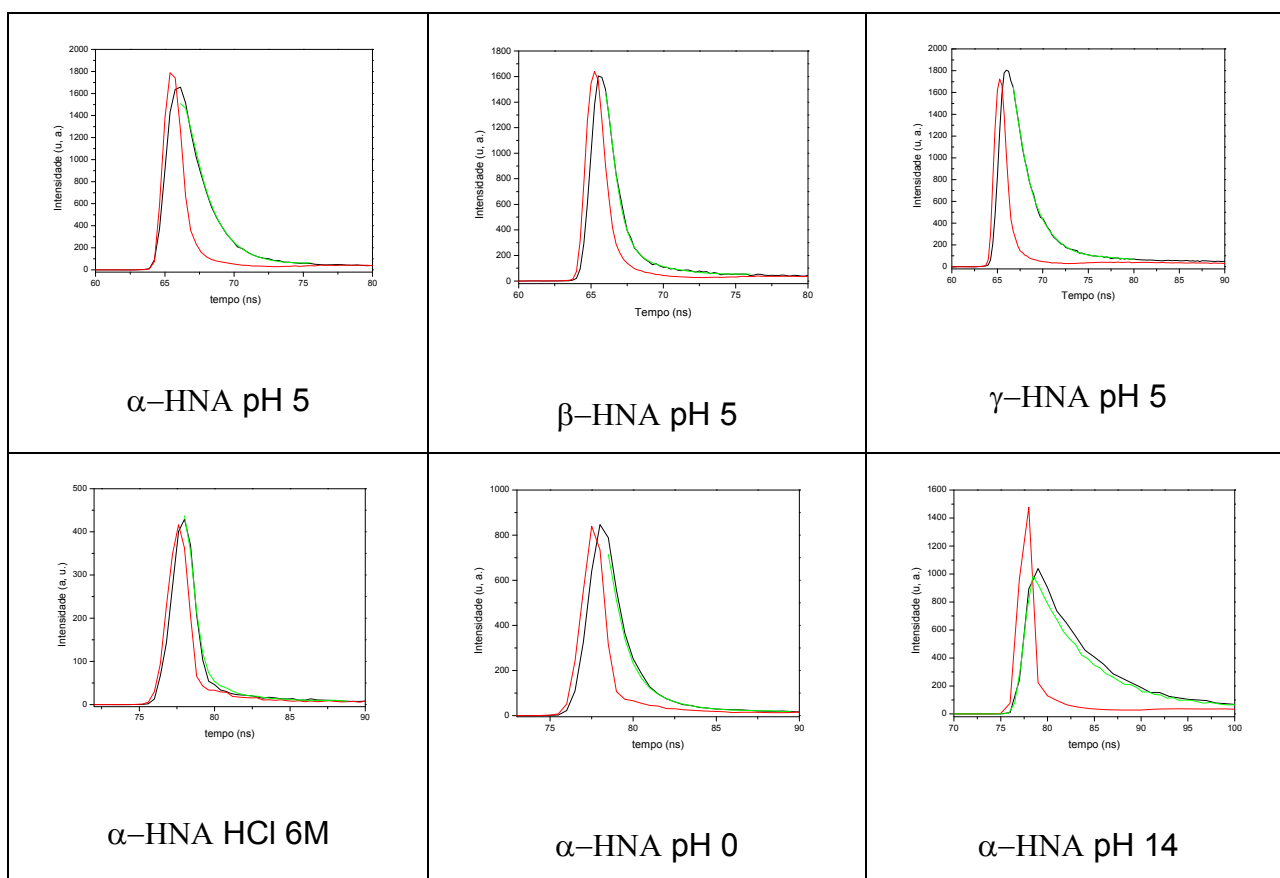 2000
1800
1600
1400
1200
1000
800
600
400
200
0
Intensidade (u, a.)
60 65 70 75 80
tempo (ns)
α–HNA pH 5
1800
1600
1400
1200
1000
800
600
400
200
0
Intensidade (u, a.)
60 65 70 75 80
Tempo (ns)
β–HNA pH 5
2000
1800
1600
1400
1200
1000
800
600
400
200
0
Intensidade (u, a.)
60 65 70 75 80 85 90
Tempo (ns)
γ–HNA pH 5
500
400
300
200
100
0
Intensidade (a, u.)
75 80 85 90
tempo (ns)
α–HNA HCl 6M
1000
800
600
400
200
0
Intensidade (u, a.)
75 80 85 90
tempo (ns)
α–HNA pH 0
1600
1400
1200
1000
800
600
400
200
0
Intensidade (u, a.)
70 75 80 85 90 95 100
tempo (ns)
α–HNA pH 14